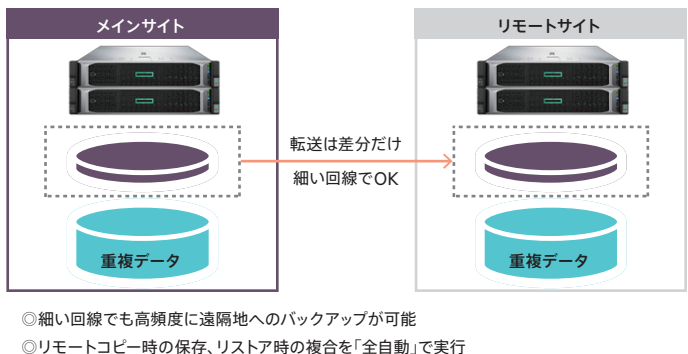 メインサイト
リモートサイト
転送は差分だけ
細い回線でOK
重複データ
重複データ
◎細い回線でも高頻度に遠隔地へのバックアップが可能
◎リモートコピー時の保存、リストア時の複合を「全自動」で実行